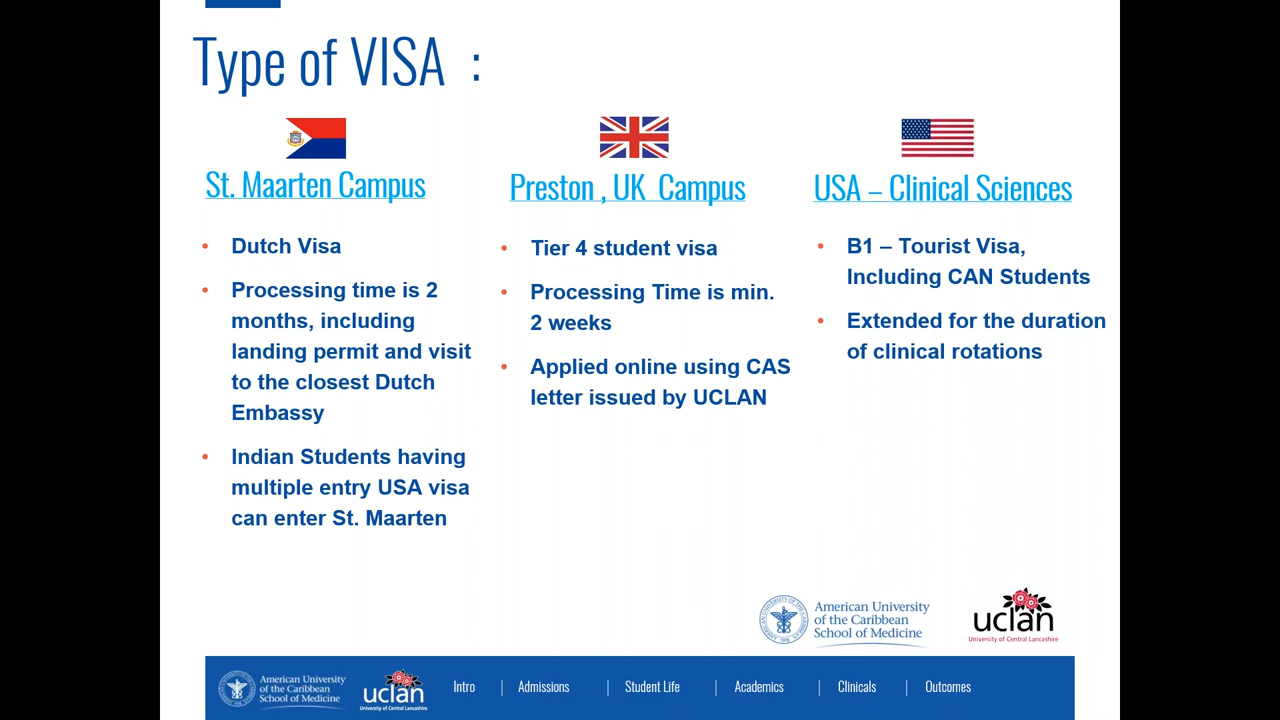 Type of VISA :
St. Maarten Campus
Dutch Visa
Processing time is 2
months, including
landing permit and visit
to the closest Dutch
Embassy
Indian Students having
multiple entry USA visa
can enter St. Maarten
Preston , UK Campus
Tier 4 student visa
Processing Time is min.
2 weeks
Applied online using CAS
letter issued by UCLAN
USA – Clinical Sciences
B1 – Tourist Visa,
Including CAN Students
Extended for the duration
of clinical rotations
American University
of the Caribbean
School of Medicine
uclan
University of Central Lancashire
American University
of the Caribbean
School of Medicine
uclan
University of Central Lancashire
Intro | Admissions | Student Life | Academics | Clinicals | Outcomes